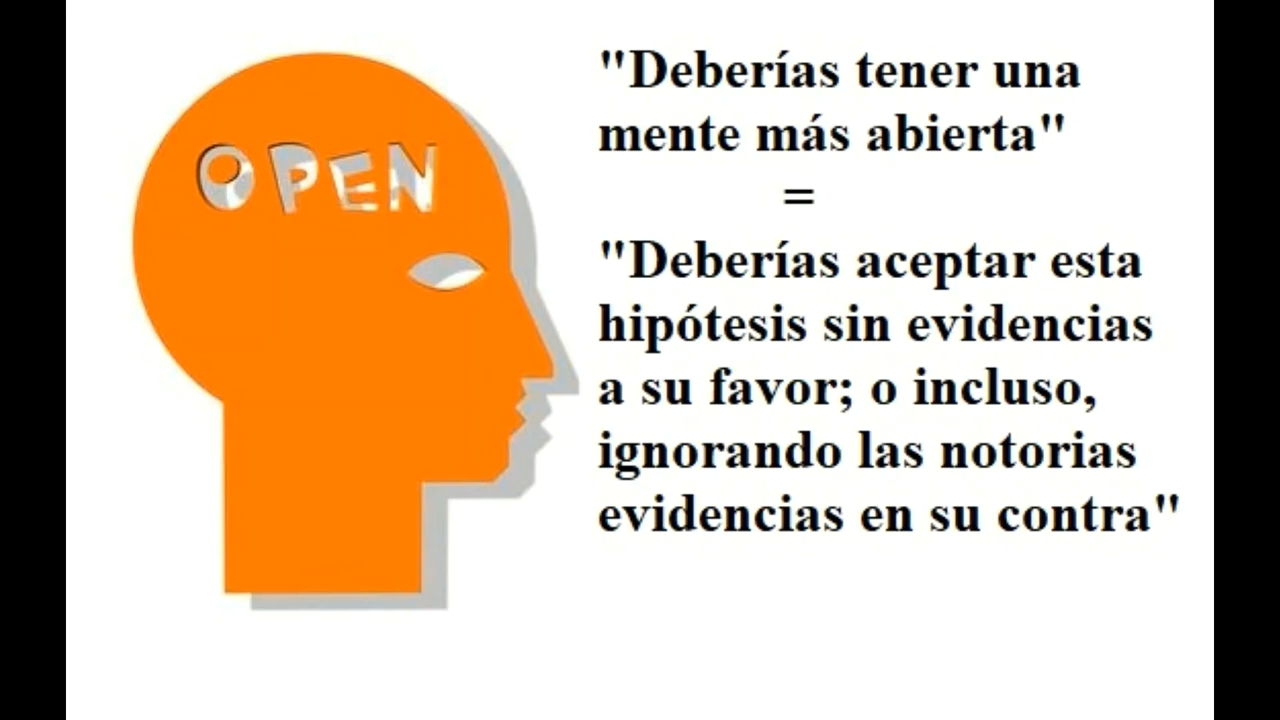 OPEN
"Deberías tener una
mente más abierta"
=
"Deberías aceptar esta
hipótesis sin evidencias
a su favor; o incluso,
ignorando las notorias
evidencias en su contra"